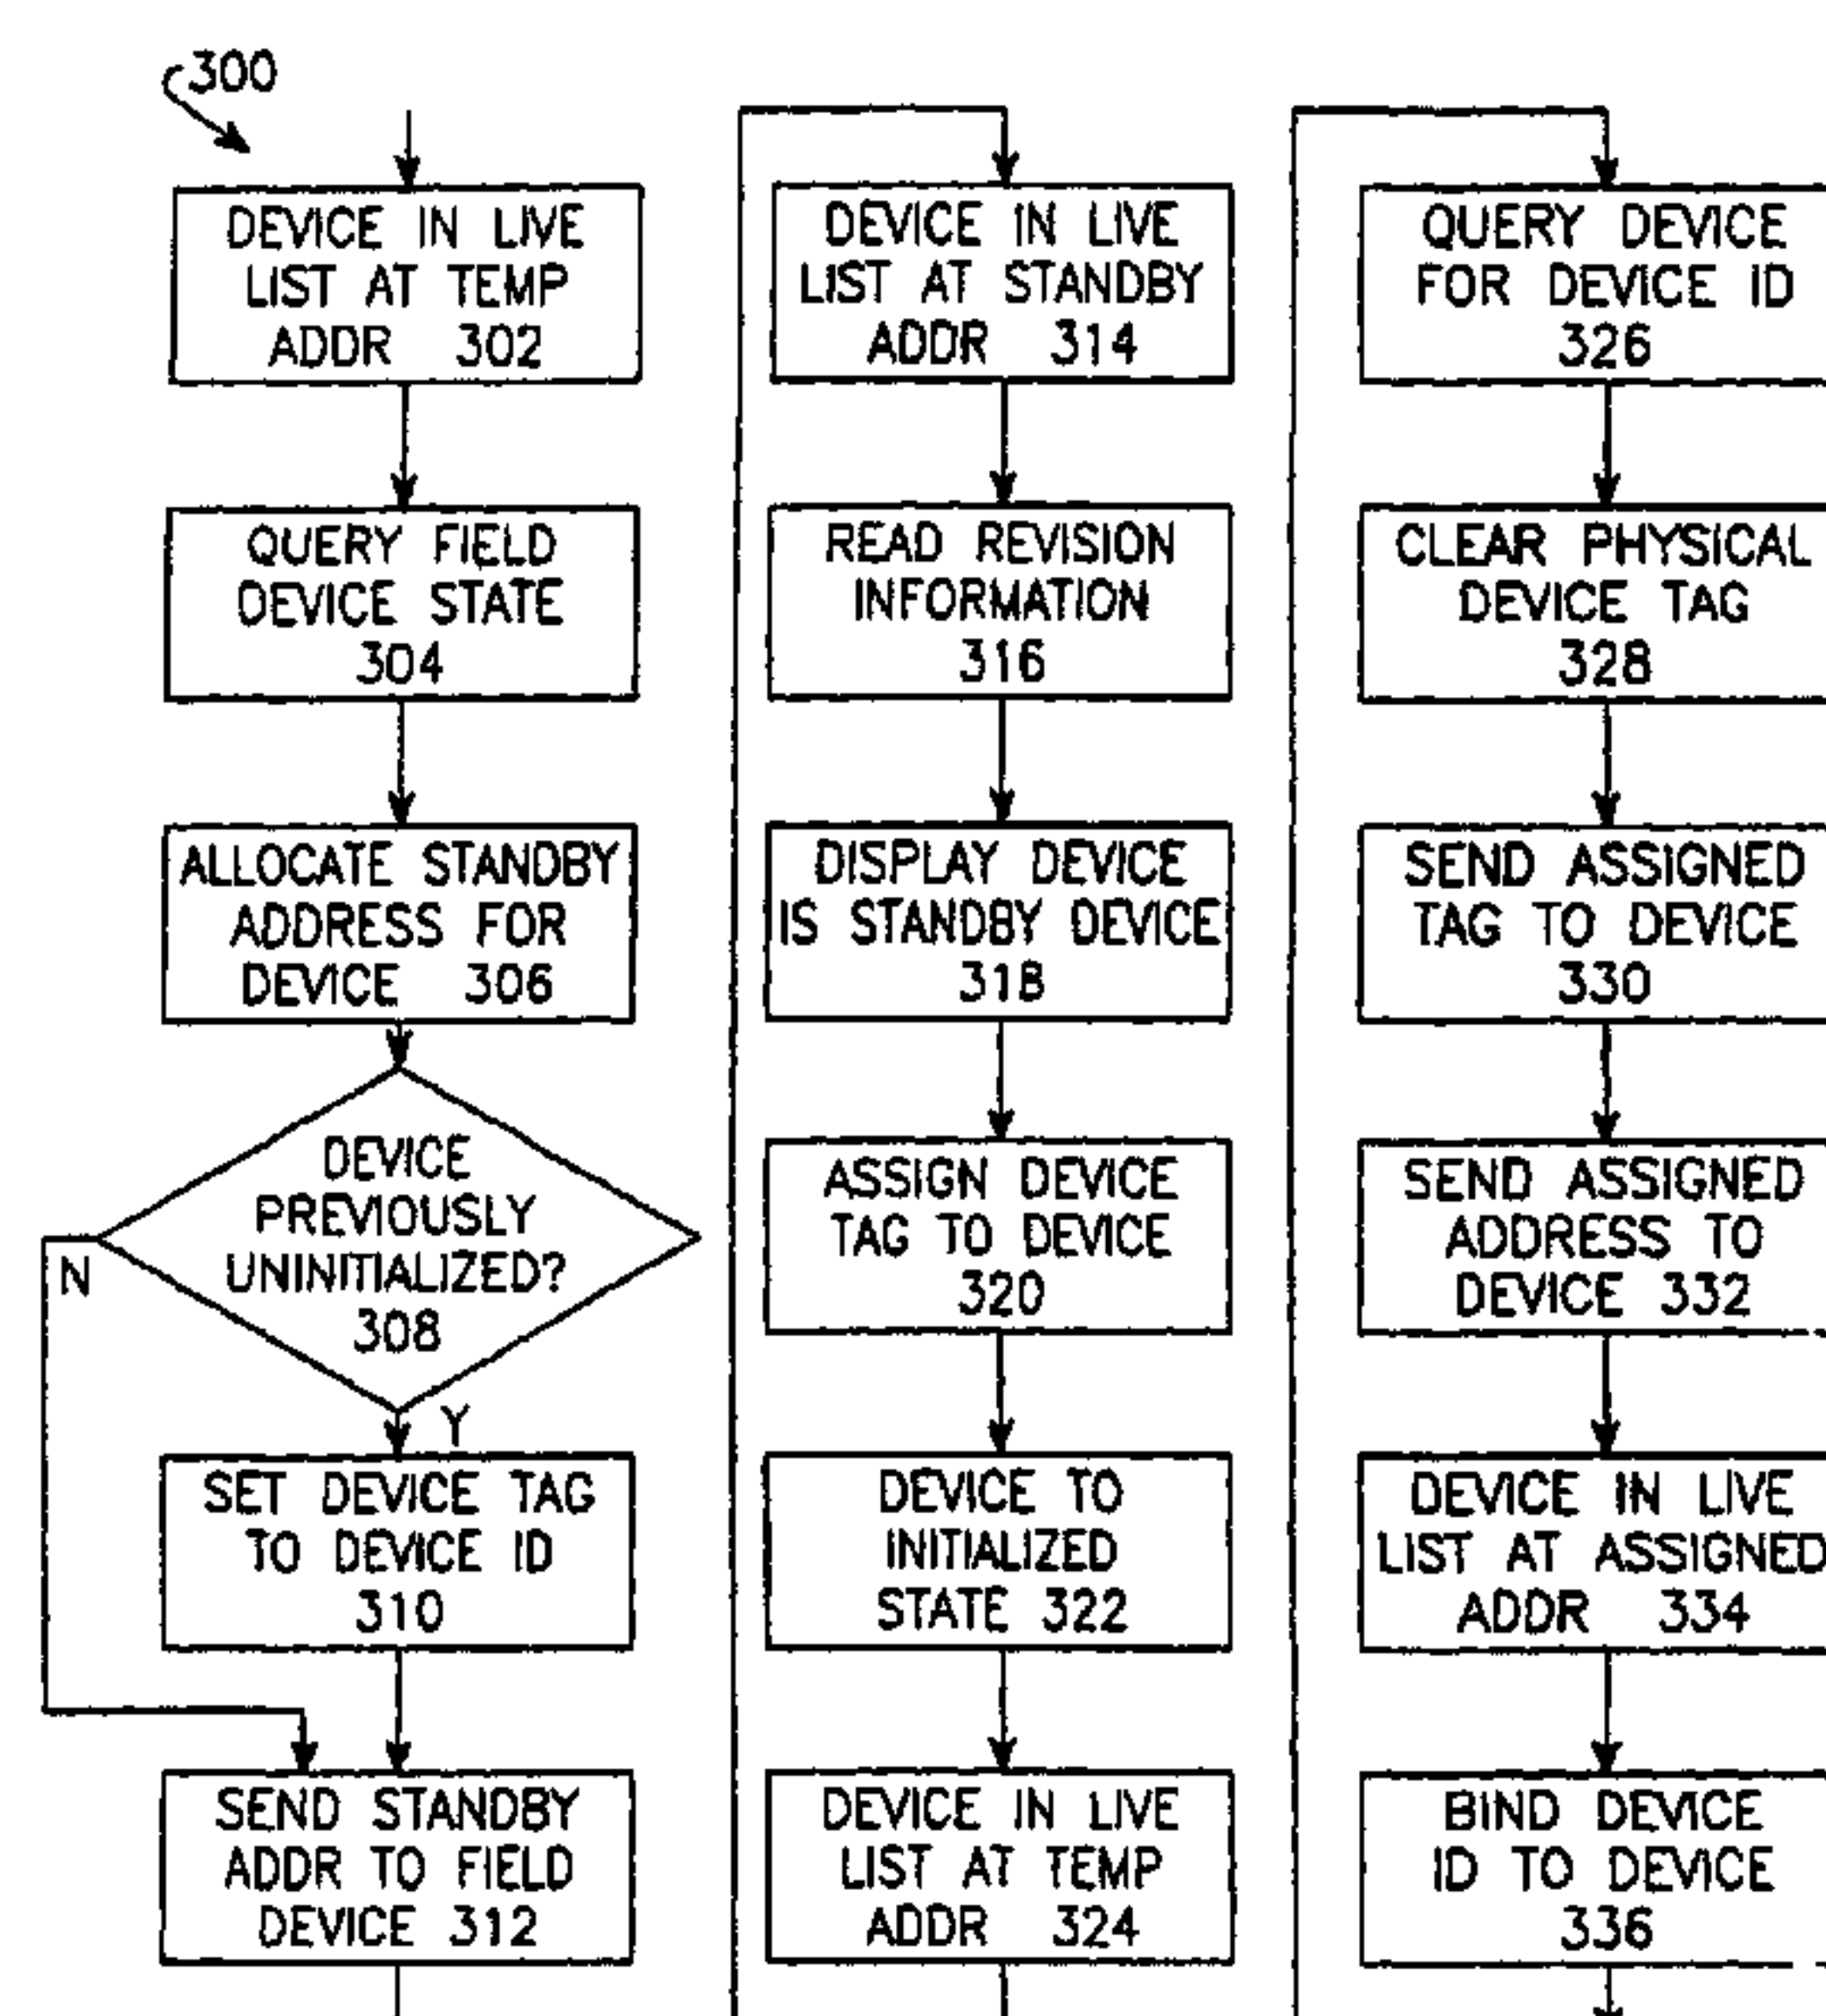 300
DEVICE IN LIVE
LIST AT TEMP
ADDR 302
QUERY FIELD
DEVICE STATE
304
ALLOCATE STANDBY
ADDRESS FOR
DEVICE 306
DEVICE
PREVIOUSLY
UNINITIALIZED?
308
N
Y
SET DEVICE TAG
TO DEVICE ID
310
SEND STANDBY
ADDR TO FIELD
DEVICE 312
DEVICE IN LIVE
LIST AT STANDBY
ADDR 314
READ REVISION
INFORMATION
316
DISPLAY DEVICE
IS STANDBY DEVICE
318
ASSIGN DEVICE
TAG TO DEVICE
320
DEVICE TO
INITIALIZED
STATE 322
DEVICE IN LIVE
LIST AT TEMP
ADDR 324
QUERY DEVICE
FOR DEVICE ID
326
CLEAR PHYSICAL
DEVICE TAG
328
SEND ASSIGNED
TAG TO DEVICE
330
SEND ASSIGNED
ADDRESS TO
DEVICE 332
DEVICE IN LIVE
LIST AT ASSIGNED
ADDR 334
BIND DEVICE
ID TO DEVICE
336